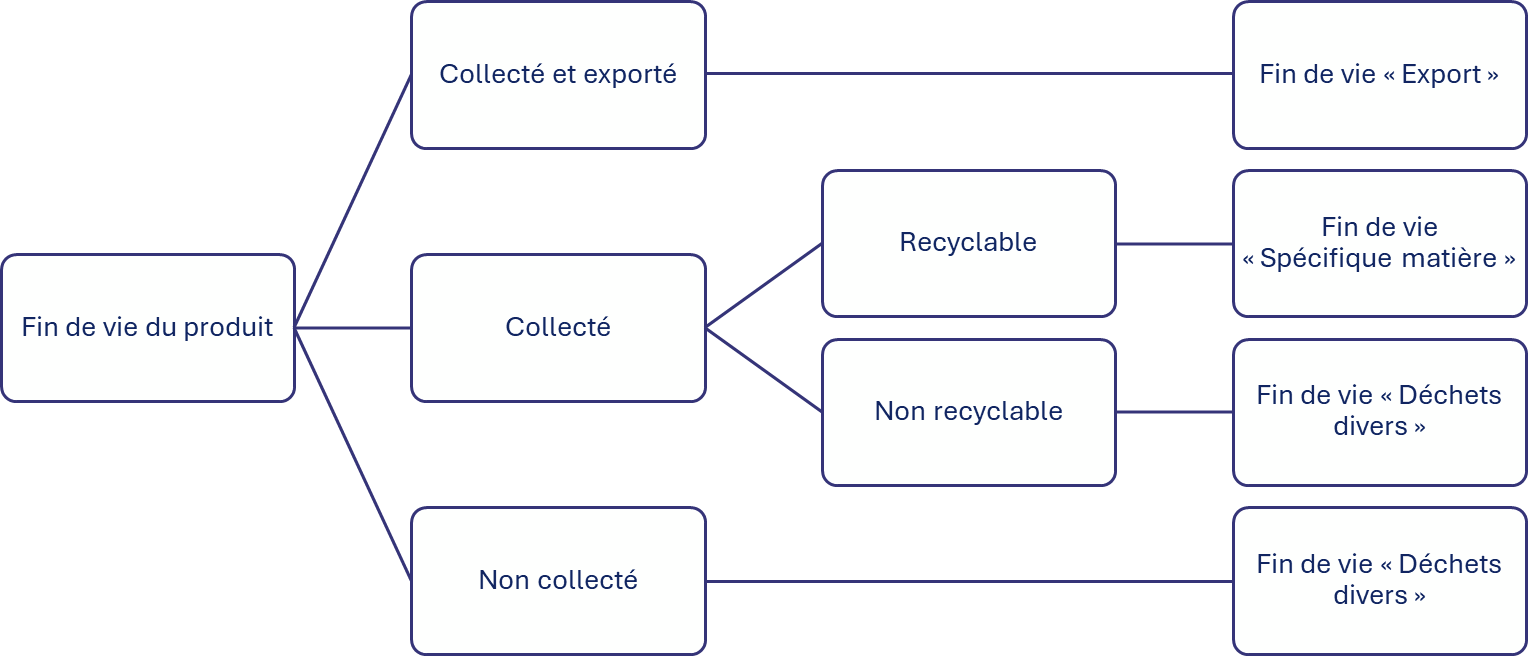 Collecté et exporté
Fin de vie « Export »
Recyclable
Fin de vie
« Spécifique matière »
Fin de vie du produit
Collecté
Non recyclable
Fin de vie « Déchets
divers »
Non collecté
Fin de vie « Déchets
divers »